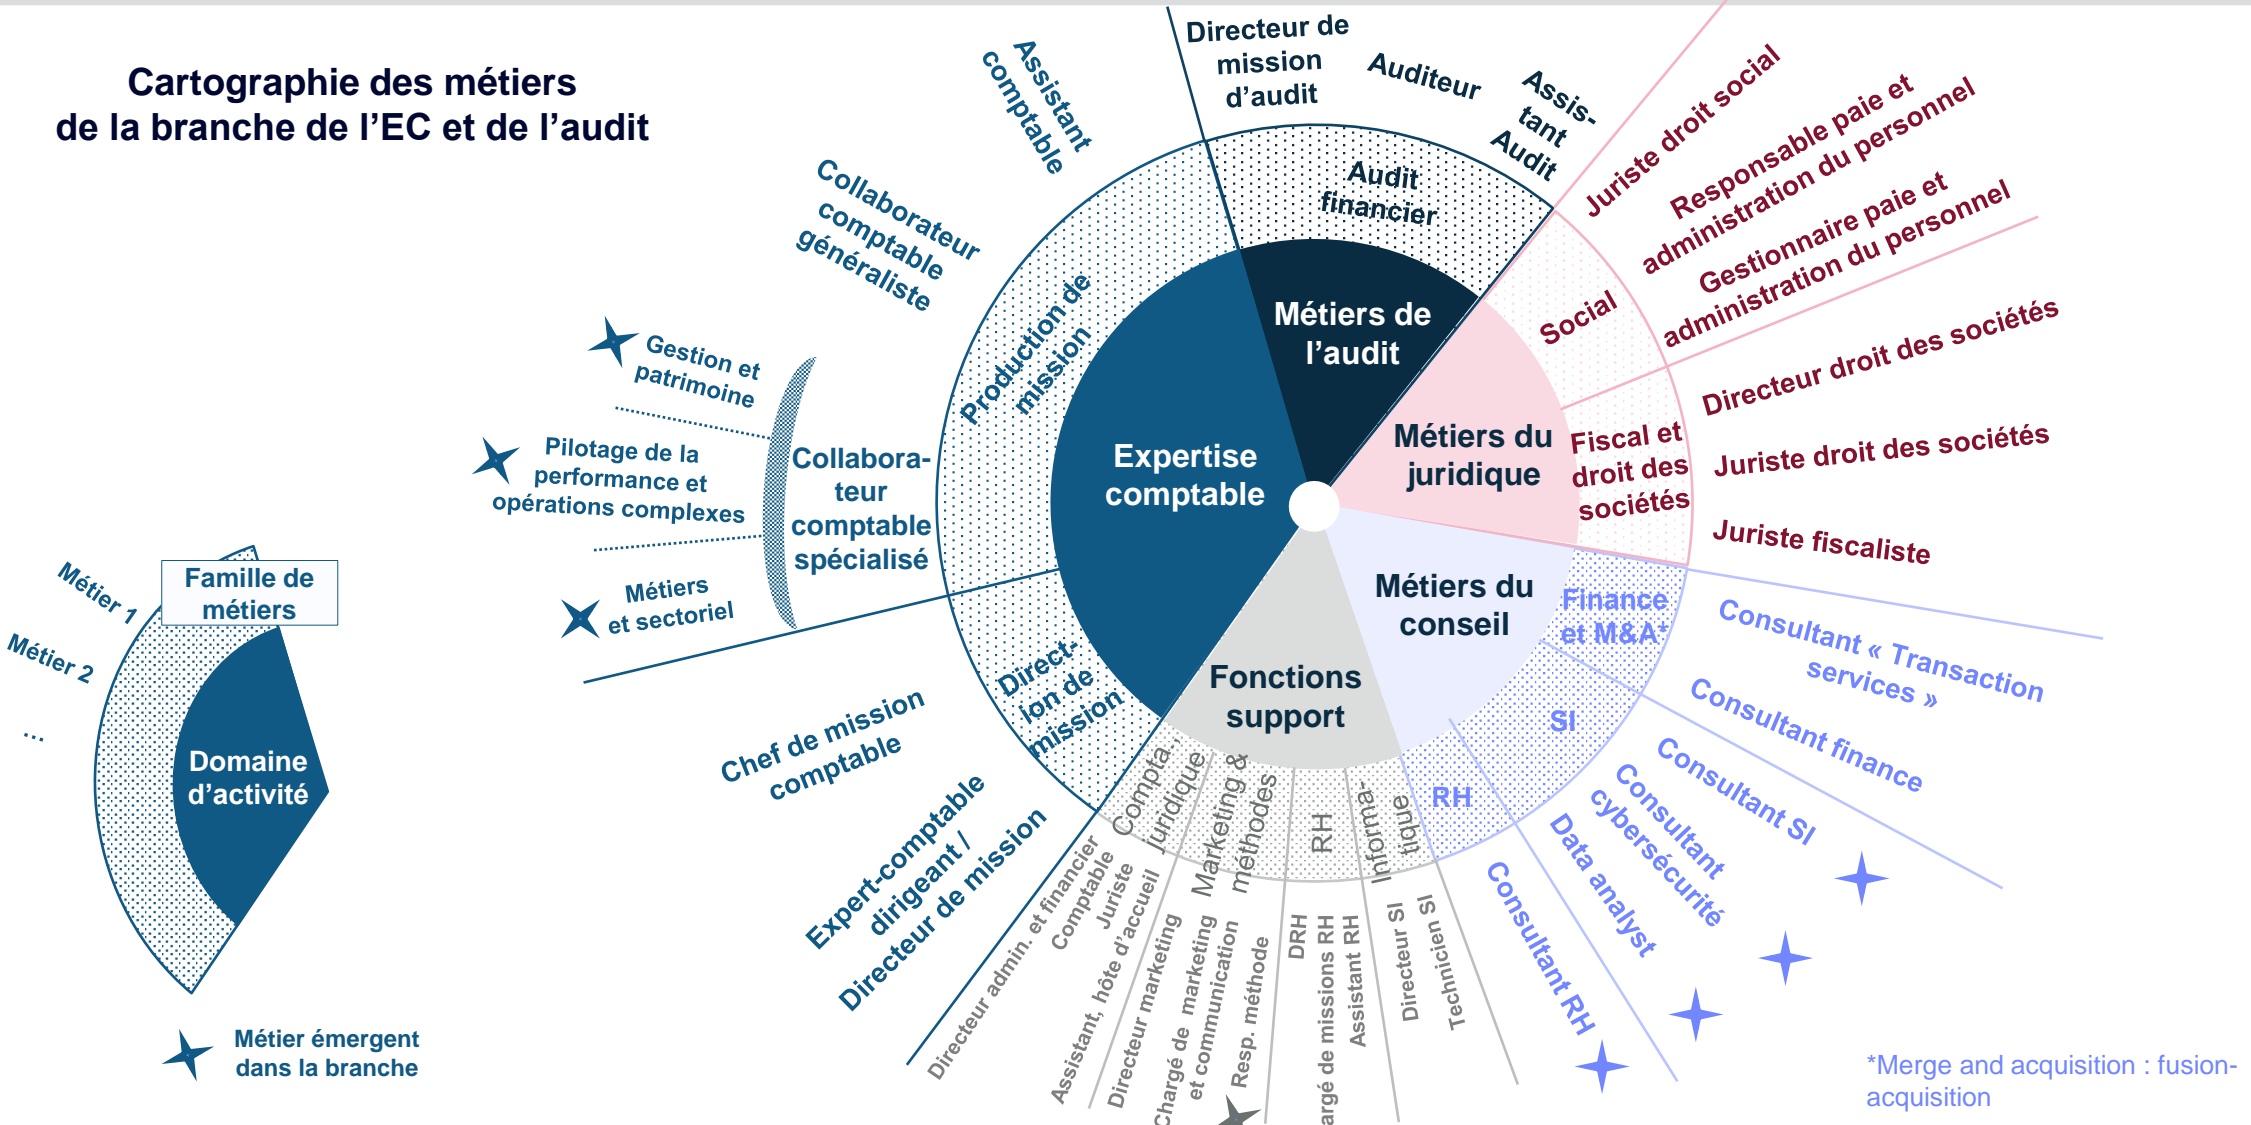 Cartographie des métiers
de la branche de l'EC et de l'audit
Assistant
comptable
Collaborateur
comptable
généraliste
Gestion et
patrimoine
Pilotage de la
performance et
opérations complexes
Métiers
et sectoriel
Collabora-
teur
comptable
spécialisé
Production de
mission
Expertise
comptable
Direct-
ion de
mission
Chef de mission
comptable
Expert-comptable
dirigeant /
Directeur de mission
Directeur de
mission
d'audit
Auditeur
Assis-
tant
Audit
Audit
financier
Métiers de
l'audit
Juriste droit social
Responsable paie et
administration du personnel
Gestionnaire paie et
administration du personnel
Social
Métiers du
juridique
Fiscal et
droit des
sociétés
Directeur droit des sociétés
Juriste droit des sociétés
Juriste fiscaliste
Métiers du
conseil
Finance
et M&A*
Consultant « Transaction
services »
Consultant finance
SI
Consultant SI
Consultant
cybersécurité
Data analyst
RH
Consultant RH
Fonctions
support
Compta.,
juridique
Marketing &
méthodes
RH
Informa-
tique
Directeur admin. et financier
Comptable
Juriste
Assistant, hôte d'accueil
Directeur marketing
Chargé de marketing
et communication
Resp. méthode
DRH
argé de missions RH
Assistant RH
Directeur SI
Technicien SI
Métier 1
Métier 2
...
Famille de
métiers
Domaine
d'activité
Métier émergent
dans la branche
*Merge and acquisition : fusion-
acquisition